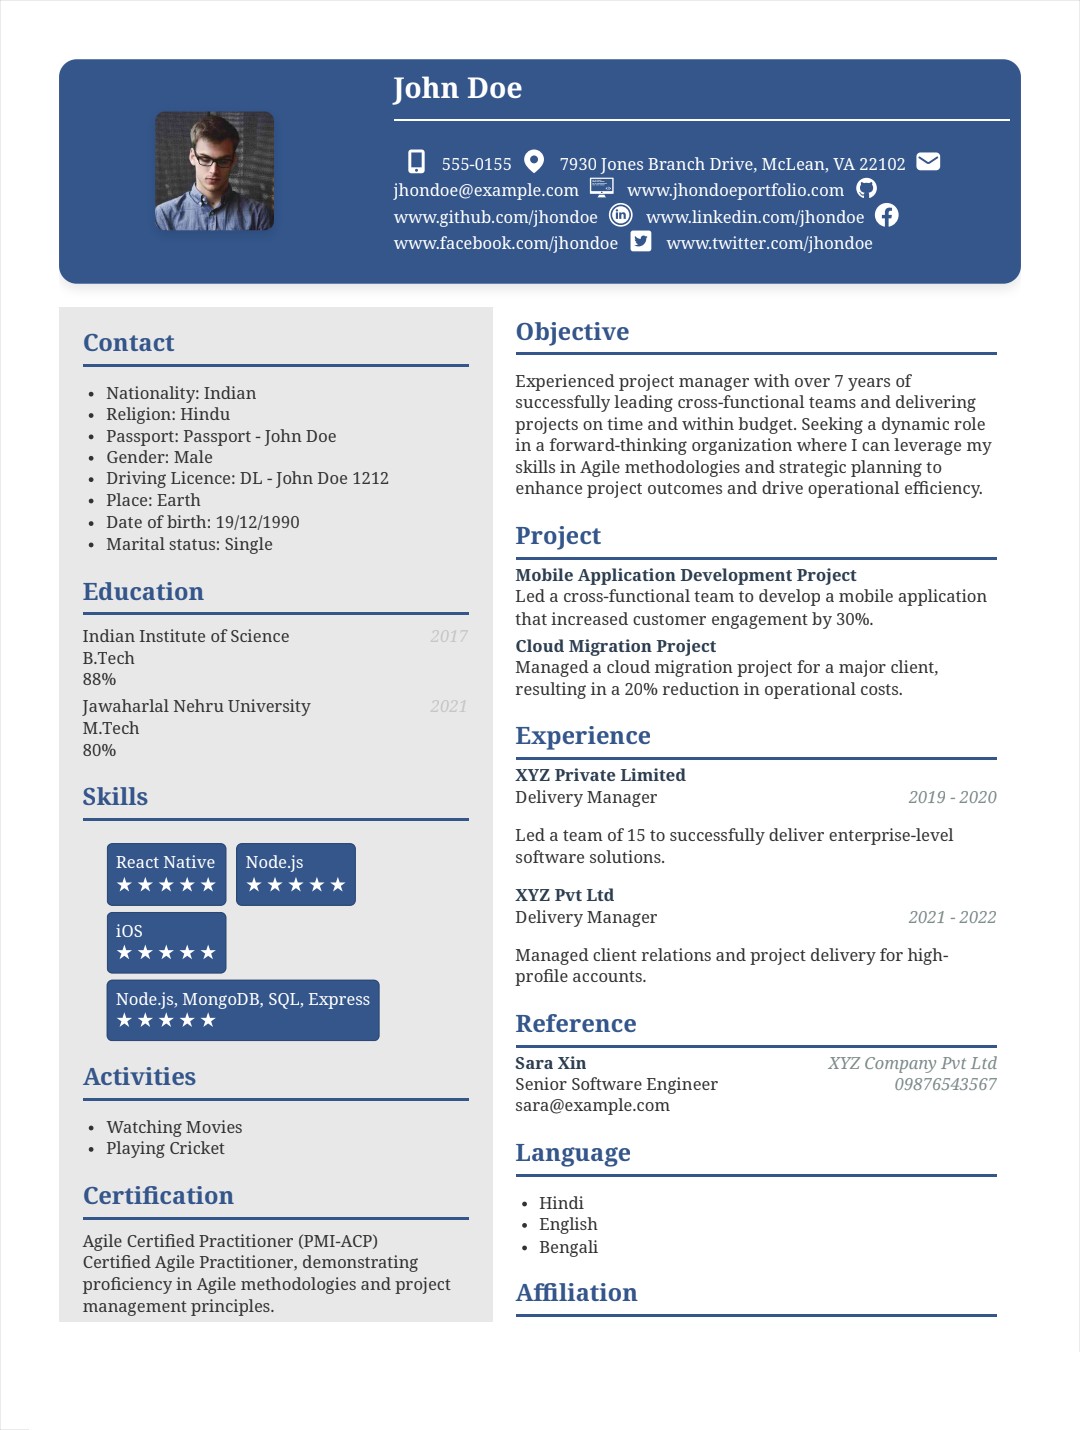 John Doe
555-0155 7930 Jones Branch Drive, McLean, VA 22102
jhondoe@example.com www.jhondoeportfolio.com
www.github.com/jhondoe www.linkedin.com/jhondoe
www.facebook.com/jhondoe www.twitter.com/jhondoe
Contact
• Nationality: Indian
• Religion: Hindu
• Passport: Passport - John Doe
• Gender: Male
• Driving Licence: DL - John Doe 1212
• Place: Earth
• Date of birth: 19/12/1990
• Marital status: Single
Education
Indian Institute of Science 2017
B.Tech
88%
Jawaharlal Nehru University 2021
M.Tech
80%
Skills
React Native Node.js
★★★★★ ★★★★★
iOS
★★★★★
Node.js, MongoDB, SQL, Express
★★★★★
Activities
• Watching Movies
• Playing Cricket
Certification
Agile Certified Practitioner (PMI-ACP)
Certified Agile Practitioner, demonstrating
proficiency in Agile methodologies and project
management principles.
Objective
Experienced project manager with over 7 years of
successfully leading cross-functional teams and delivering
projects on time and within budget. Seeking a dynamic role
in a forward-thinking organization where I can leverage my
skills in Agile methodologies and strategic planning to
enhance project outcomes and drive operational efficiency.
Project
Mobile Application Development Project
Led a cross-functional team to develop a mobile application
that increased customer engagement by 30%.
Cloud Migration Project
Managed a cloud migration project for a major client,
resulting in a 20% reduction in operational costs.
Experience
XYZ Private Limited
Delivery Manager 2019 - 2020
Led a team of 15 to successfully deliver enterprise-level
software solutions.
XYZ Pvt Ltd
Delivery Manager 2021 - 2022
Managed client relations and project delivery for high-
profile accounts.
Reference
Sara Xin XYZ Company Pvt Ltd
Senior Software Engineer 09876543567
sara@example.com
Language
• Hindi
• English
• Bengali
Affiliation